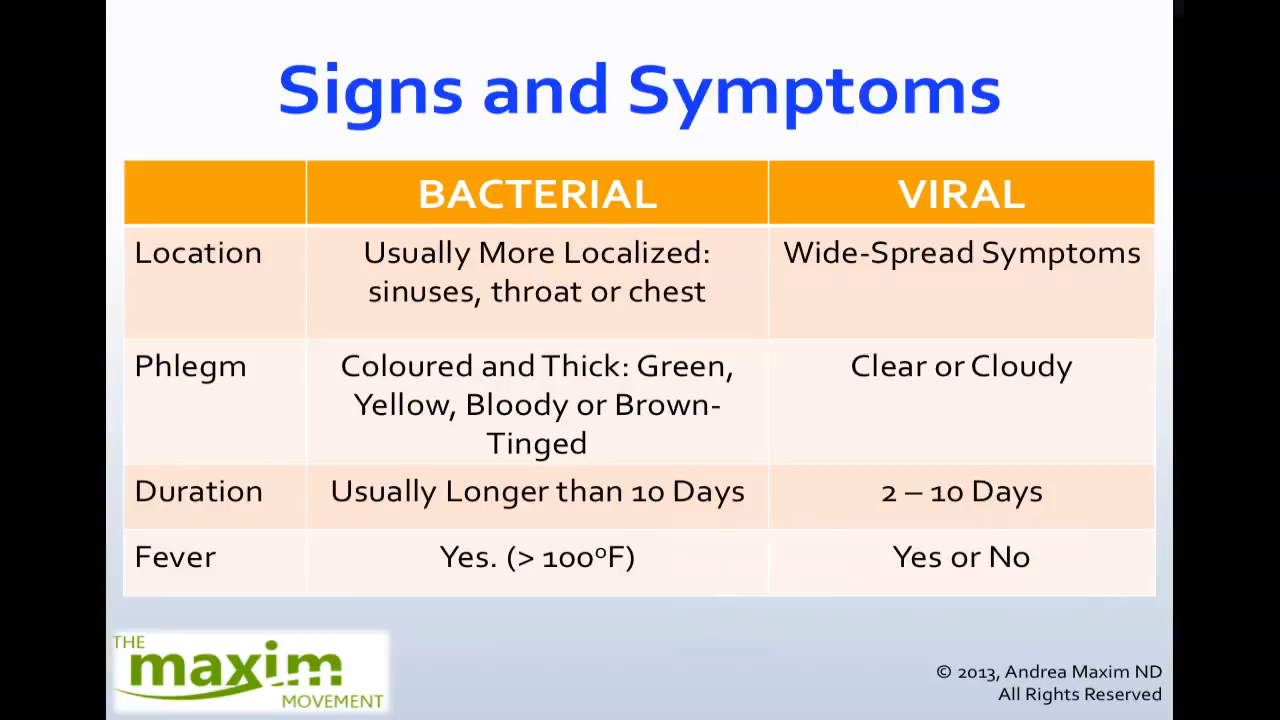 Signs and Symptoms
BACTERIAL VIRAL
Location Usually More Localized: Wide-Spread Symptoms
sinuses, throat or chest
Phlegm Coloured and Thick: Green, Clear or Cloudy
Yellow, Bloody or Brown-
Tinged
Duration Usually Longer than 10 Days 2 – 10 Days
Fever Yes. (> 100ºF) Yes or No
THE
maxim
MOVEMENT
© 2013, Andrea Maxim ND
All Rights Reserved